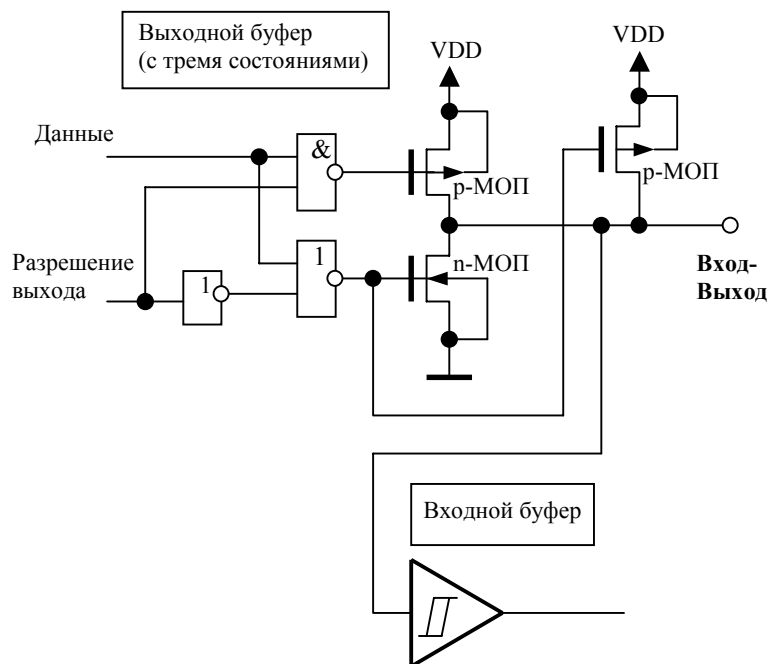 Выходной буфер
(с тремя состояниями)
VDD
VDD
Данные
&
р-МОП
р-МОП
Разрешение
выхода
1
1
n-МОП
Вход-
Выход
Входной буфер